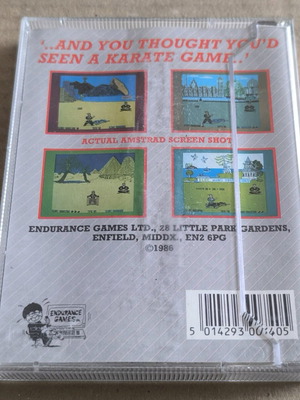 '..AND YOU THOUGHT YOU'D
SEEN A KARATE GAME..'
ACTUAL AMSTRAD SCREEN SHOTS
ENDURANCE GAMES LTD., 28 LITTLE PARK GARDENS,
ENFIELD, MIDDX., EN2 6PG
©1986
ENDURANCE
GAMES
5 014293 001405